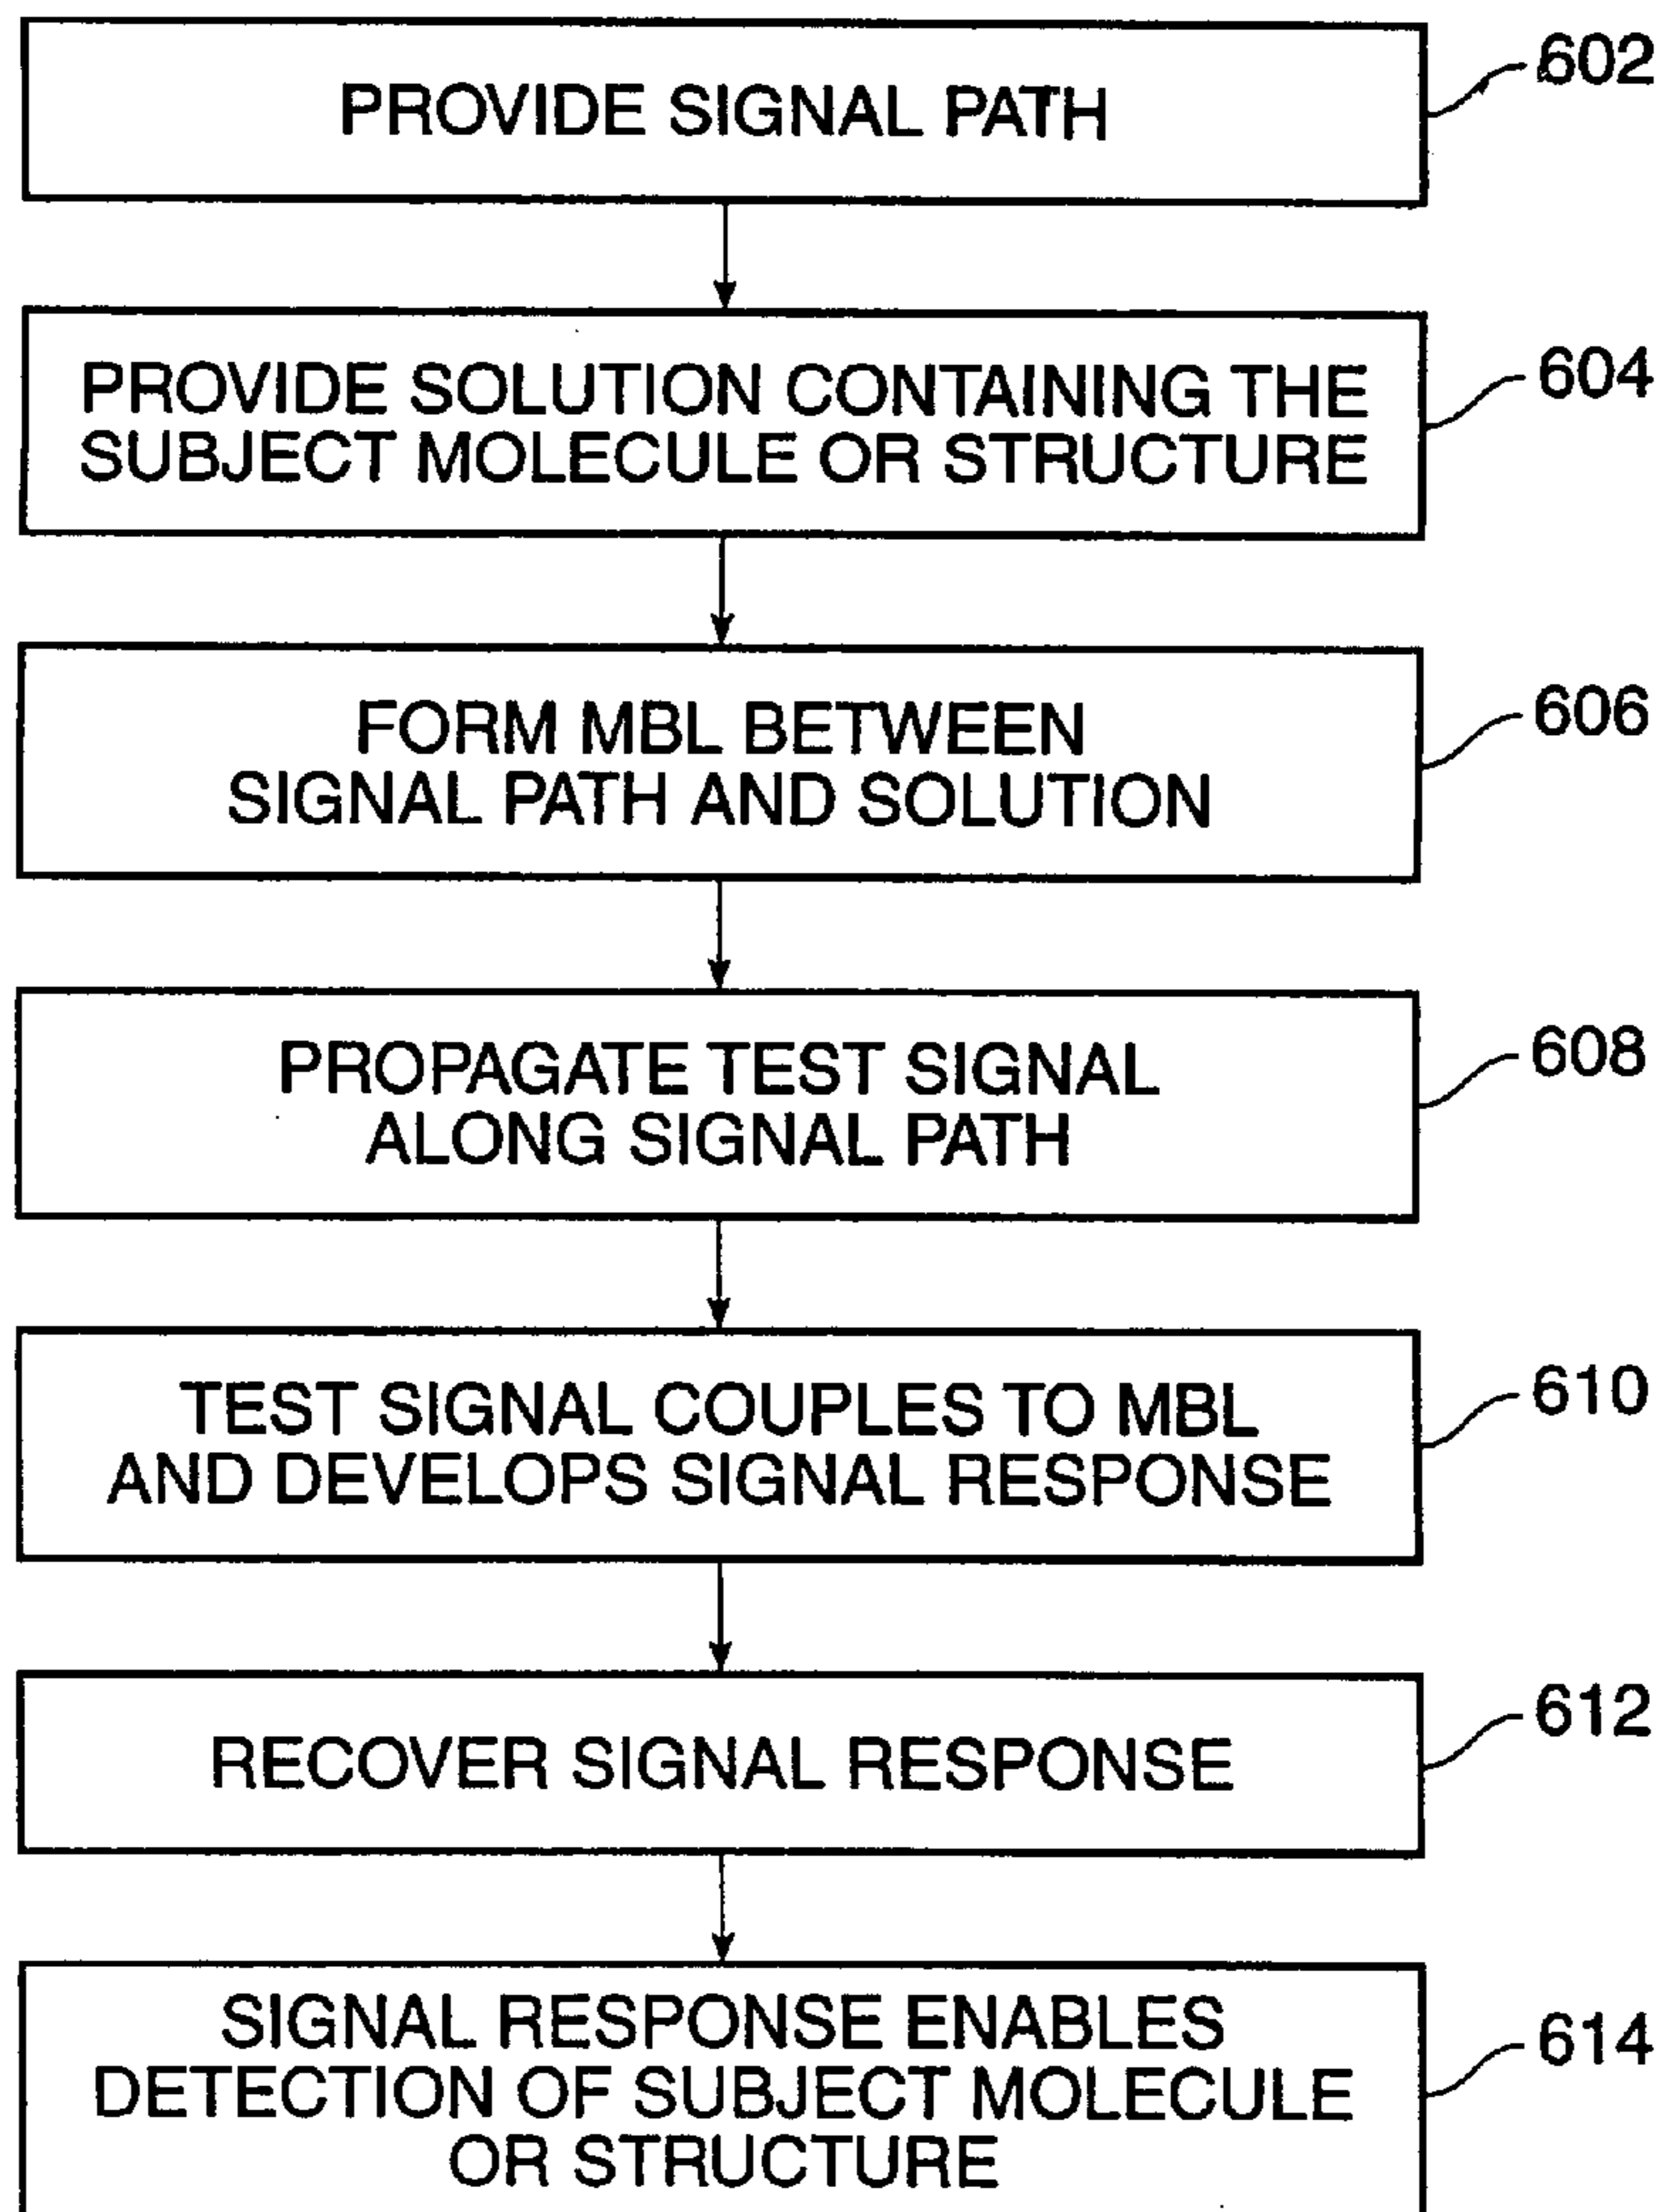 PROVIDE SIGNAL PATH
602
PROVIDE SOLUTION CONTAINING THE
SUBJECT MOLECULE OR STRUCTURE
604
FORM MBL BETWEEN
SIGNAL PATH AND SOLUTION
606
PROPAGATE TEST SIGNAL
ALONG SIGNAL PATH
608
TEST SIGNAL COUPLES TO MBL
AND DEVELOPS SIGNAL RESPONSE
610
RECOVER SIGNAL RESPONSE
612
SIGNAL RESPONSE ENABLES
DETECTION OF SUBJECT MOLECULE
OR STRUCTURE
614